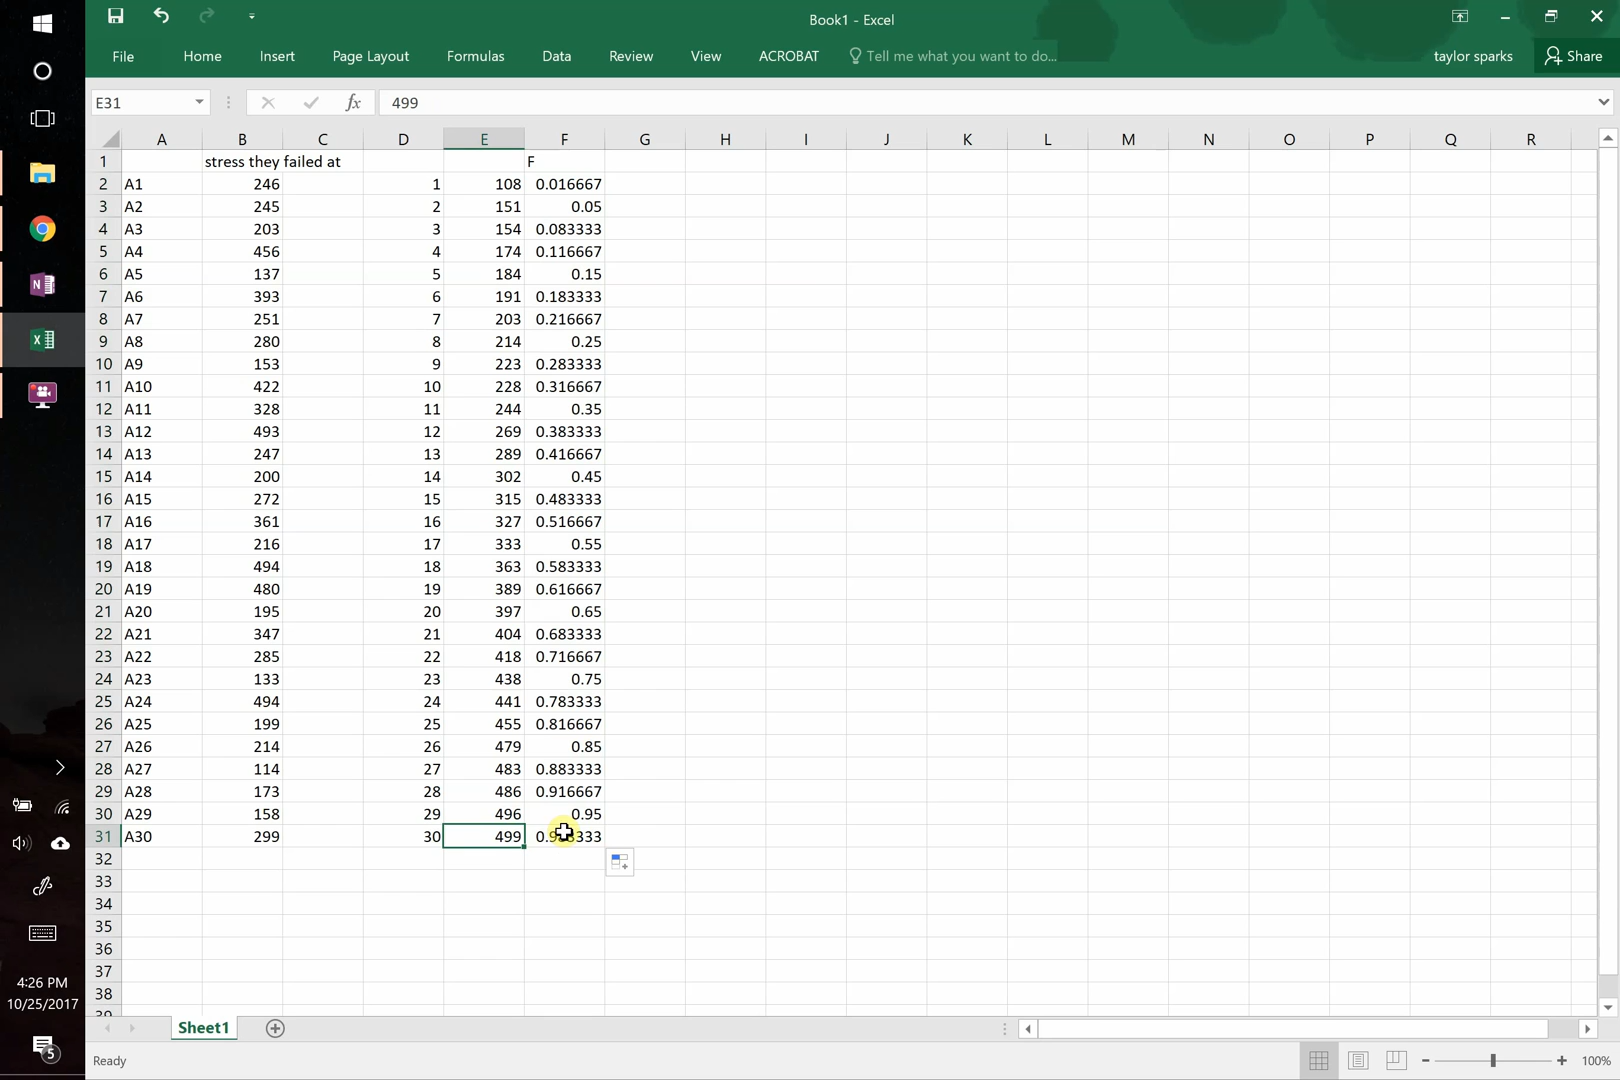 Book1 - Excel
File Home Insert Page Layout Formulas Data Review View ACROBAT Tell me what you want to do... taylor sparks Share
E31 fx 499
A B C D E F G H I J K L M N O P Q R
1 stress they failed at F
2 A1 246 1 108 0.016667
3 A2 245 2 151 0.05
4 A3 203 3 154 0.083333
5 A4 456 4 174 0.116667
6 A5 137 5 184 0.15
7 A6 393 6 191 0.183333
8 A7 251 7 203 0.216667
9 A8 280 8 214 0.25
10 A9 153 9 223 0.283333
11 A10 422 10 228 0.316667
12 A11 328 11 244 0.35
13 A12 493 12 269 0.383333
14 A13 247 13 289 0.416667
15 A14 200 14 302 0.45
16 A15 272 15 315 0.483333
17 A16 361 16 327 0.516667
18 A17 216 17 333 0.55
19 A18 494 18 363 0.583333
20 A19 480 19 389 0.616667
21 A20 195 20 397 0.65
22 A21 347 21 404 0.683333
23 A22 285 22 418 0.716667
24 A23 133 23 438 0.75
25 A24 494 24 441 0.783333
26 A25 199 25 455 0.816667
27 A26 214 26 479 0.85
28 A27 114 27 483 0.883333
29 A28 173 28 486 0.916667
30 A29 158 29 496 0.95
31 A30 299 30 499
32
33
34
35
36
37
38
4:26 PM
10/25/2017
5
Sheet1
Ready 100%